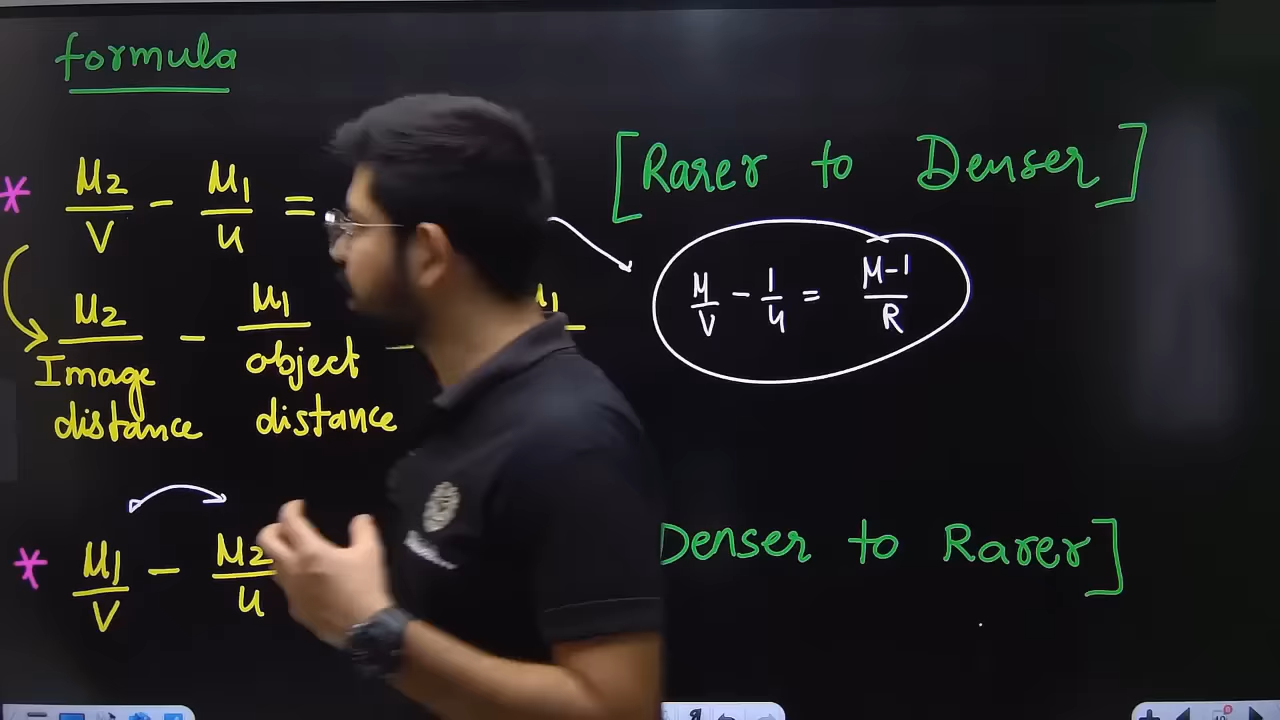 formula
[Rarer to Denser]
* μ2/V - μ1/u =
μ/V - 1/u = μ-1/R
μ2/Image distance - μ1/object distance - μ1
* μ1/V - μ2/u
Denser to Rarer]